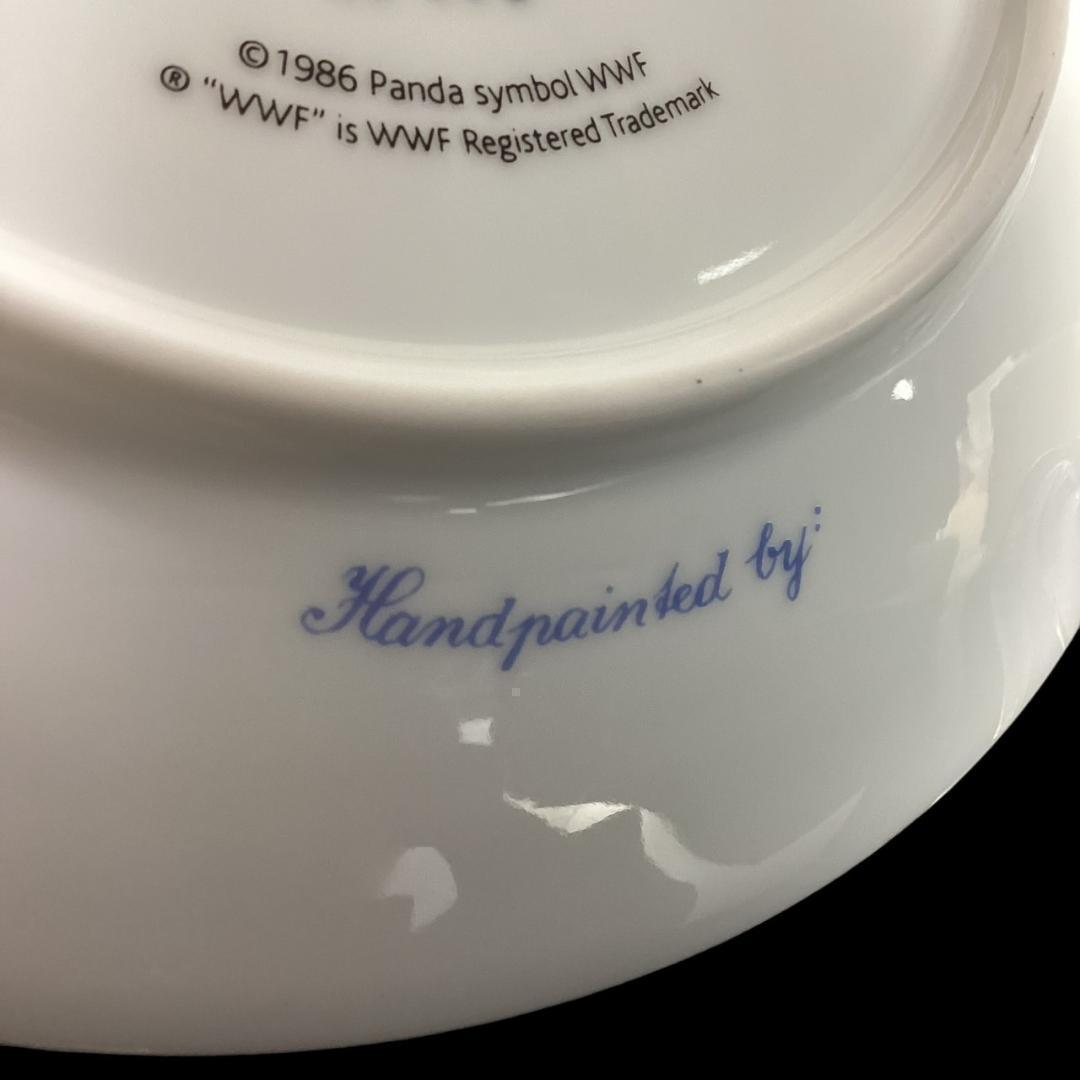 ©1986 Panda symbol WWF
® “WWF” is WWF Registered Trademark
Handpainted by: